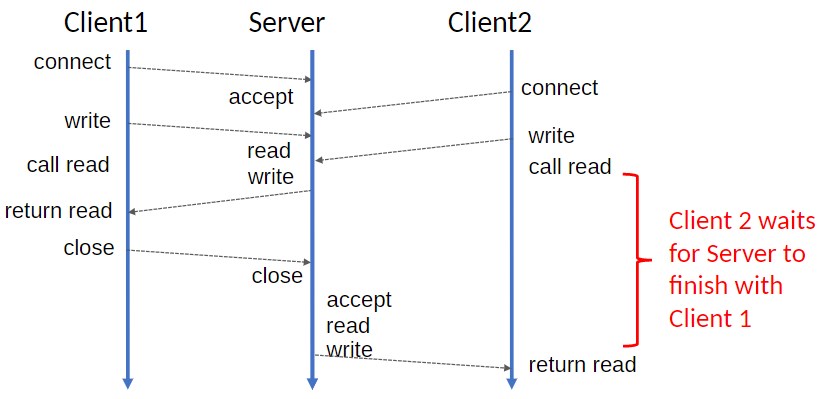 Client1 Server Client2
connect
connect
accept
write
write
read
call read
call read
write
return read
close
close
accept
read
write
return read
Client 2 waits
for Server to
finish with
Client 1